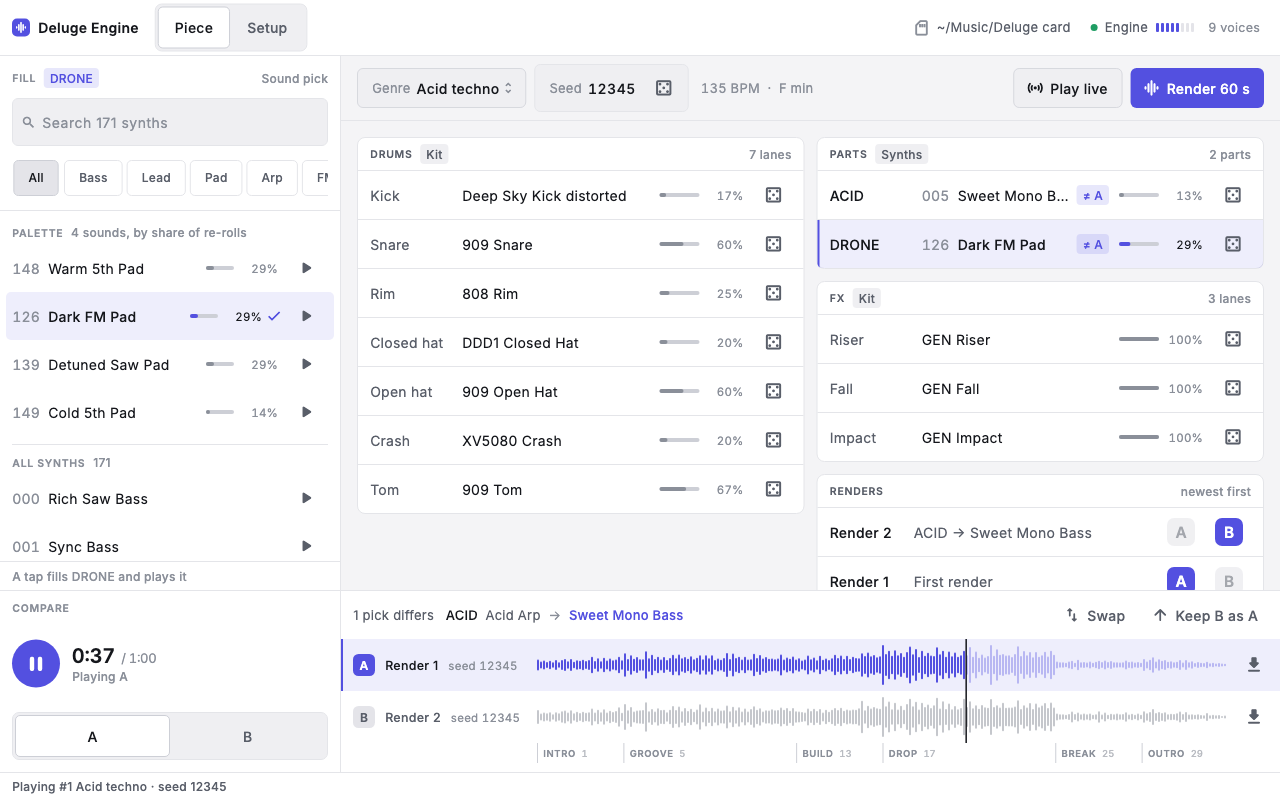 Deluge Engine Piece Setup ~/Music/Deluge card Engine 9 voices
FILL DRONE Sound pick
Search 171 synths
All Bass Lead Pad Arp
PALETTE 4 sounds, by share of re-rolls
148 Warm 5th Pad 29%
126 Dark FM Pad 29%
139 Detuned Saw Pad 29%
149 Cold 5th Pad 14%
ALL SYNTHS 171
000 Rich Saw Bass
001 Sync Bass
A tap fills DRONE and plays it
Genre Acid techno Seed 12345 135 BPM · F min Play live Render 60 s
DRUMS Kit 7 lanes
Kick Deep Sky Kick distorted 17%
Snare 909 Snare 60%
Rim 808 Rim 25%
Closed hat DDD1 Closed Hat 20%
Open hat 909 Open Hat 60%
Crash XV5080 Crash 20%
Tom 909 Tom 67%
PARTS Synths 2 parts
ACID 005 Sweet Mono B... ≠ A 13%
DRONE 126 Dark FM Pad ≠ A 29%
FX Kit 3 lanes
Riser GEN Riser 100%
Fall GEN Fall 100%
Impact GEN Impact 100%
RENDERS newest first
Render 2 ACID → Sweet Mono Bass A B
Render 1 First render A B
COMPARE
0:37 / 1:00
Playing A
A B
1 pick differs ACID Acid Arp → Sweet Mono Bass Swap Keep B as A
A Render 1 seed 12345
B Render 2 seed 12345
INTRO 1 GROOVE 5 BUILD 13 DROP 17 BREAK 25 OUTRO 29
Playing #1 Acid techno · seed 12345